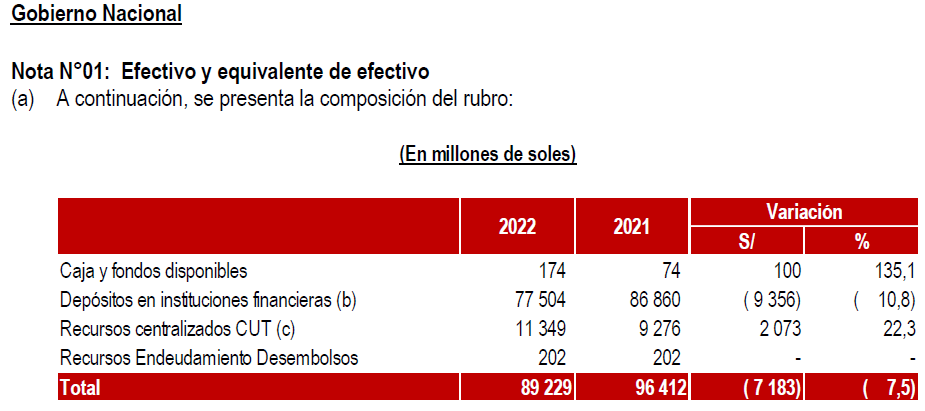 Gobierno Nacional
Nota N°01: Efectivo y equivalente de efectivo
(a) A continuación, se presenta la composición del rubro:
(En millones de soles)
2022 2021 Variación
S/ %
Caja y fondos disponibles 174 74 100 135,1
Depósitos en instituciones financieras (b) 77 504 86 860 ( 9 356) ( 10,8)
Recursos centralizados CUT (c) 11 349 9 276 2 073 22,3
Recursos Endeudamiento Desembolsos 202 202 - -
Total 89 229 96 412 ( 7 183) ( 7,5)